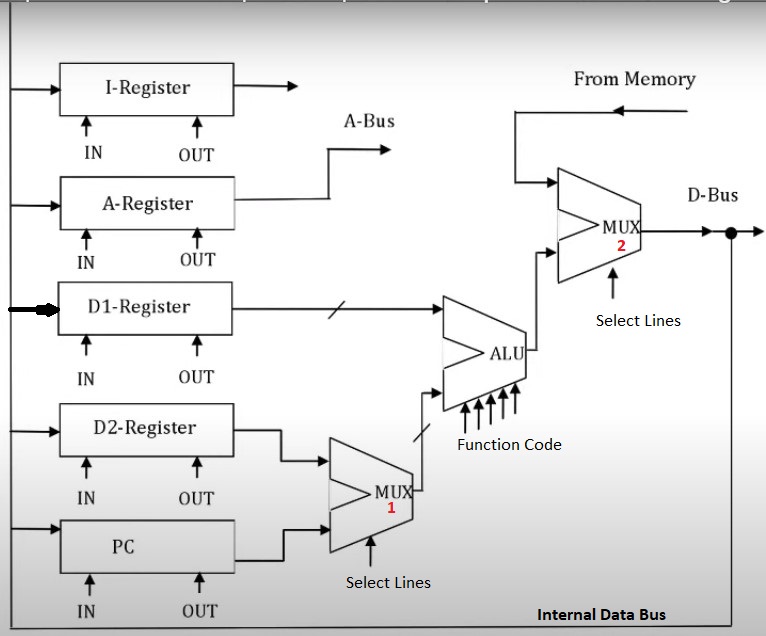 I-Register
IN
OUT
A-Bus
From Memory
A-Register
IN
OUT
D-Bus
MUX
2
Select Lines
D1-Register
IN
OUT
ALU
Function Code
D2-Register
IN
OUT
MUX
1
Select Lines
PC
IN
OUT
Internal Data Bus